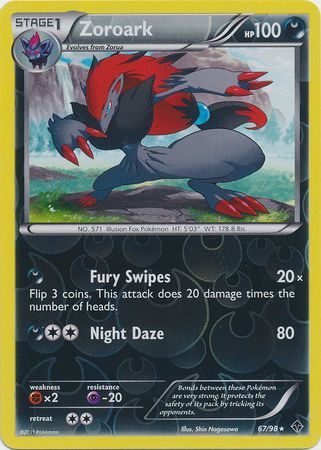 STAGE1
Zoroark
HP100
Evolves from Zorua
NO. 571 Illusion Fox Pokémon HT: 5'03" WT: 178.8 lbs.
Fury Swipes 20×
Flip 3 coins. This attack does 20 damage times
the number of heads.
Night Daze 80
weakness
×2
resistance
-20
retreat
Bonds between these Pokémon
are very strong. It protects the
safety of its pack by tricking its
opponents.
Illus. Shin Nagasawa
67/98★
©2011 Pokémon